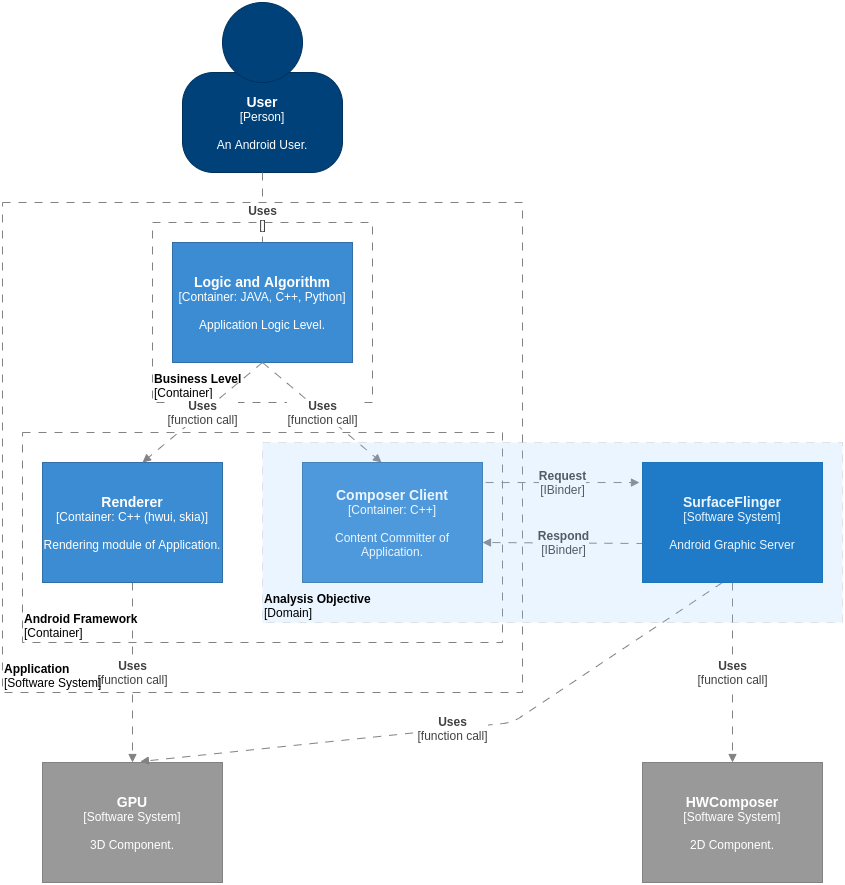 User
[Person]
An Android User.
Uses
[]
Logic and Algorithm
[Container: JAVA, C++, Python]
Application Logic Level.
Business Level
[Container]
Uses
[function call]
Uses
[function call]
Renderer
[Container: C++ (hwui, skia)]
Rendering module of Application.
Composer Client
[Container: C++]
Content Committer of
Application.
Request
[IBinder]
Respond
[IBinder]
SurfaceFlinger
[Software System]
Android Graphic Server
Analysis Objective
[Domain]
Android Framework
[Container]
Application
[Software System]
Uses
[function call]
Uses
[function call]
Uses
[function call]
GPU
[Software System]
3D Component.
HWComposer
[Software System]
2D Component.